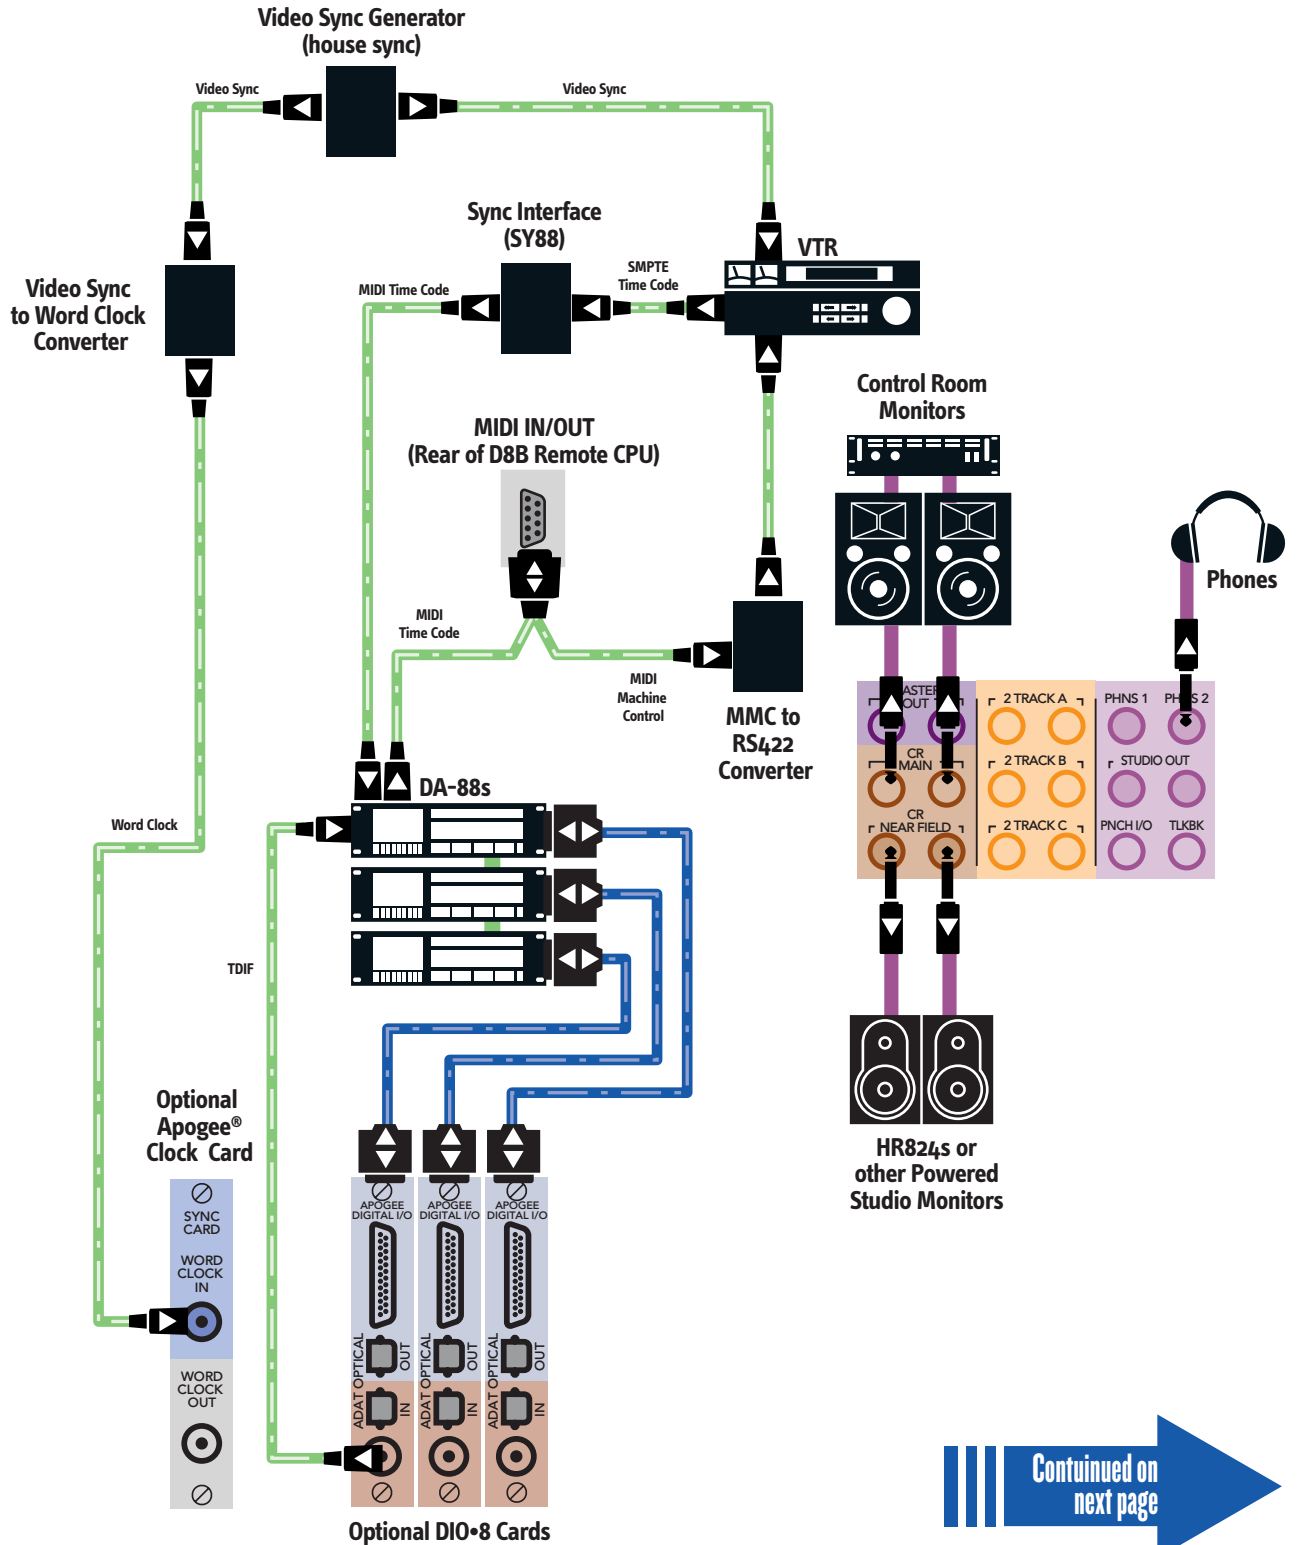 Video Sync Generator
(house sync)
Video Sync
Video Sync
Sync Interface
(SY88)
VTR
SMPTE
Time Code
MIDI Time Code
Video Sync
to Word Clock
Converter
Control Room
Monitors
MIDI IN/OUT
(Rear of D8B Remote CPU)
Phones
MIDI
Time Code
MIDI
Machine
Control
MMC to
RS422
Converter
ASTER
OUT
2 TRACK A
PHNS 1
PHNS 2
CR
MAIN
2 TRACK B
STUDIO OUT
CR
NEAR FIELD
2 TRACK C
PNCH I/O
TLKBK
DA-88s
Word Clock
TDIF
Optional
Apogee®
Clock Card
HR824s or
other Powered
Studio Monitors
SYNC
CARD
WORD
CLOCK
IN
WORD
CLOCK
OUT
APOGEE
DIGITAL I/O
APOGEE
DIGITAL I/O
APOGEE
DIGITAL I/O
ADAT OPTICAL
OUT
IN
ADAT OPTICAL
OUT
IN
ADAT OPTICAL
OUT
IN
Optional DIO•8 Cards
Contuinued on
next page